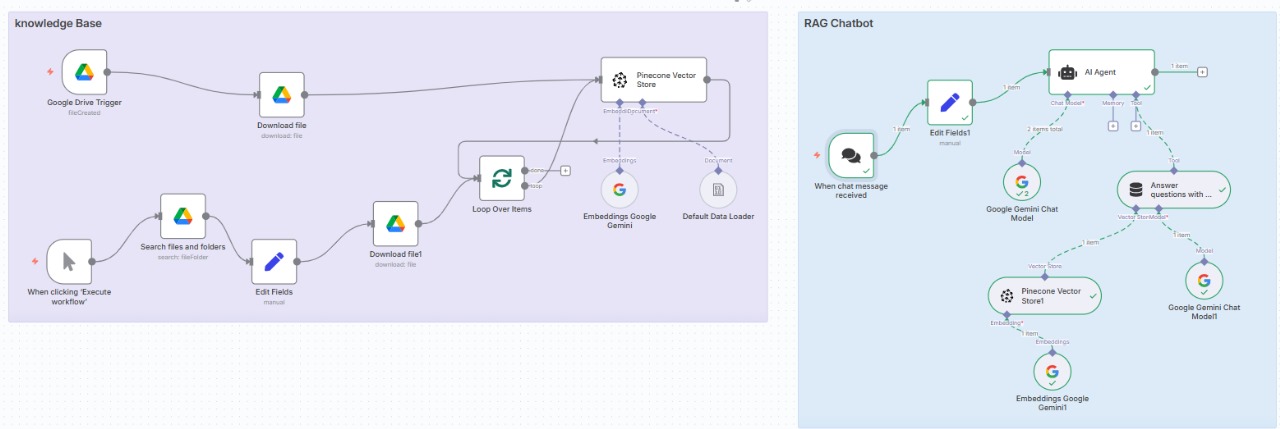 knowledge Base
Google Drive Trigger
fileCreated
Download file
download: file
Pinecone Vector
Store
Document*
Embeddings
Document
Embeddings Google
Gemini
Default Data Loader
done
loop
Loop Over Items
Search files and folders
search: fileFolder
Download file1
download: file
When clicking 'Execute
workflow'
Edit Fields
manual
RAG Chatbot
When chat message
received
1 item
Edit Fields1
manual
1 item
AI Agent
1 item
Chat Model*
Memory
Tool
2 items total
1 item
Model
2
Google Gemini Chat
Model
Tool
Answer
questions with ...
Model*
1 item
1 item
Vector Store
Model
Pinecone Vector
Store1
Google Gemini Chat
Model1
Embedding*
1 item
Embeddings
Embeddings Google
Gemini1